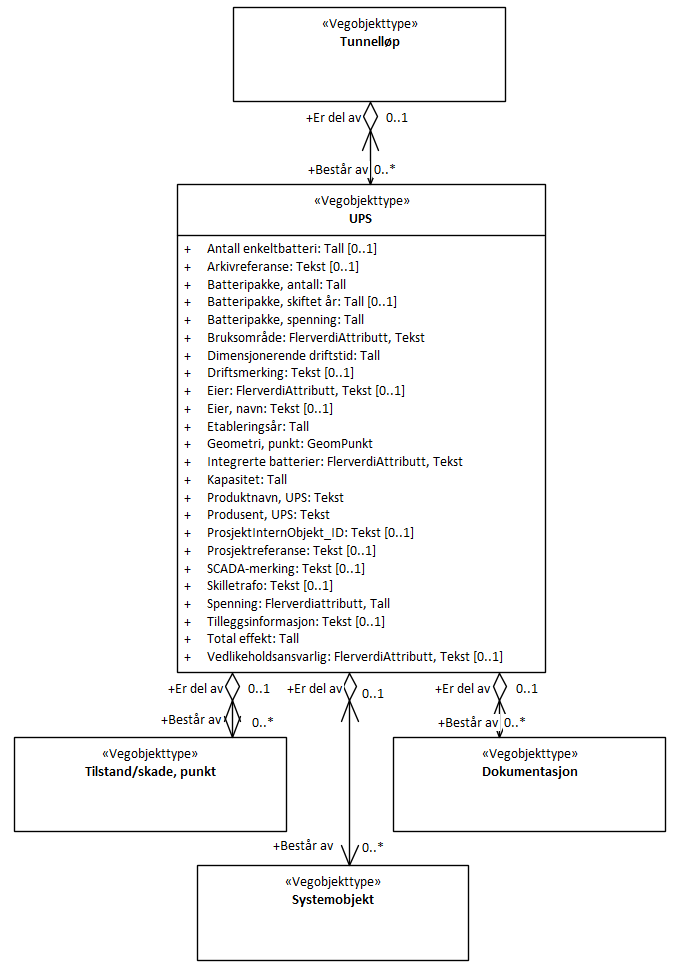 «Vegobjekttype»
Tunnelløp
+Er del av 0..1
+Består av 0..*
«Vegobjekttype»
UPS
+ Antall enkeltbatteri: Tall [0..1]
+ Arkivreferanse: Tekst [0..1]
+ Batteripakke, antall: Tall
+ Batteripakke, skiftet år: Tall [0..1]
+ Batteripakke, spenning: Tall
+ Bruksområde: FlerverdiAttributt, Tekst
+ Dimensjonerende driftstid: Tall
+ Driftsmerking: Tekst [0..1]
+ Eier: FlerverdiAttributt, Tekst [0..1]
+ Eier, navn: Tekst [0..1]
+ Etableringsår: Tall
+ Geometri, punkt: GeomPunkt
+ Integrerte batterier: FlerverdiAttributt, Tekst
+ Kapasitet: Tall
+ Produktnavn, UPS: Tekst
+ Produsent, UPS: Tekst
+ ProsjektInternObjekt_ID: Tekst [0..1]
+ Prosjektreferanse: Tekst [0..1]
+ SCADA-merking: Tekst [0..1]
+ Skilletrafo: Tekst [0..1]
+ Spenning: Flerverdiattributt, Tall
+ Tilleggsinformasjon: Tekst [0..1]
+ Total effekt: Tall
+ Vedlikeholdsansvarlig: FlerverdiAttributt, Tekst [0..1]
+Er del av 0..1 +Er del av 0..1 +Er del av 0..1
+Består av 0..* +Består av 0..*
«Vegobjekttype» «Vegobjekttype»
Tilstand/skade, punkt Dokumentasjon
+Består av 0..*
«Vegobjekttype»
Systemobjekt